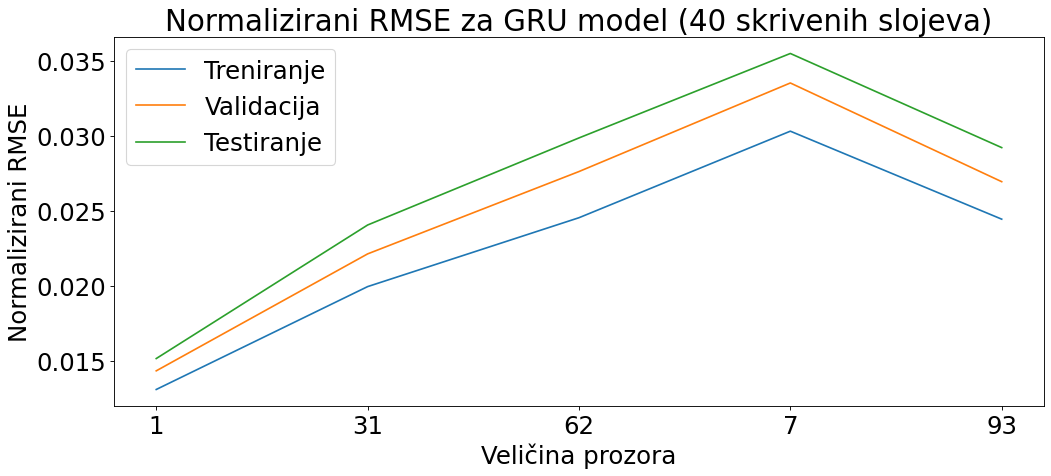 Normalizirani RMSE za GRU model (40 skrivenih slojeva)
Normalizirani RMSE
0.035
0.030
0.025
0.020
0.015
Treniranje
Validacija
Testiranje
1 31 62 7 93
Veličina prozora